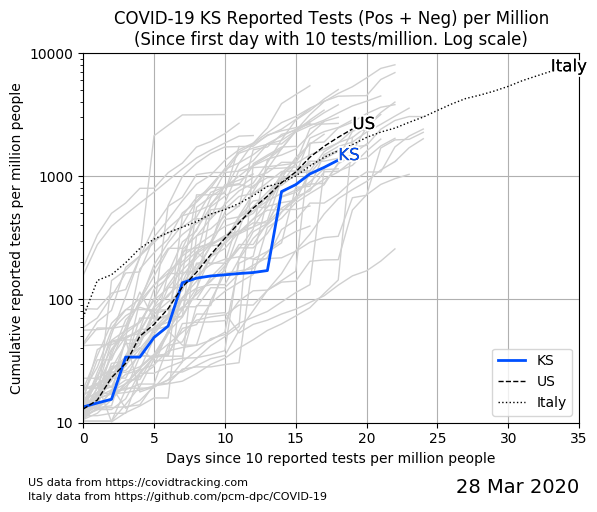 COVID-19 KS Reported Tests (Pos + Neg) per Million
(Since first day with 10 tests/million. Log scale)
Cumulative reported tests per million people
10000
1000
100
10
Italy
US
KS
KS
US
Italy
0 5 10 15 20 25 30 35
Days since 10 reported tests per million people
US data from https://covidtracking.com
Italy data from https://github.com/pcm-dpc/COVID-19
28 Mar 2020